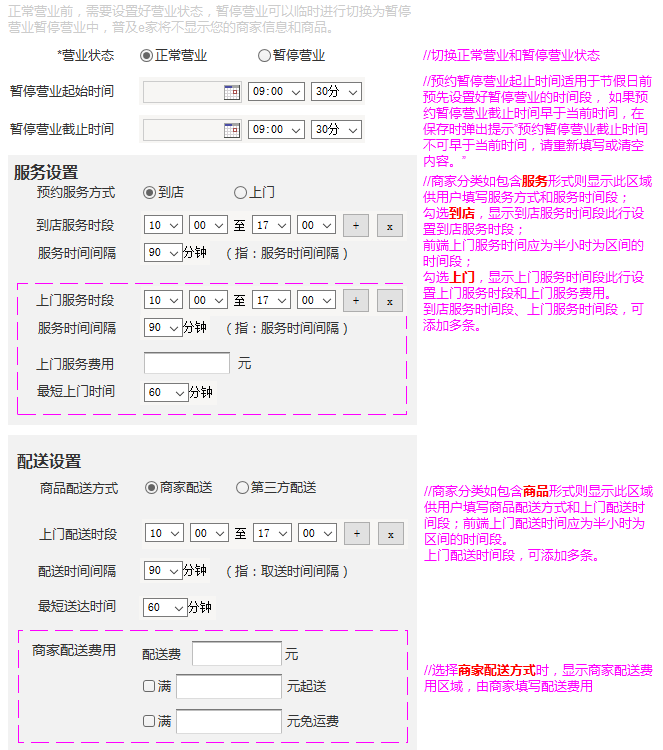 正常营业前，需要设置好营业状态，暂停营业可以临时进行切换为暂停
营业暂停营业中，普及e家将不显示您的商家信息和商品。
*营业状态 正常营业 暂停营业 //切换正常营业和暂停营业状态
暂停营业起始时间 09:00 30分
暂停营业截止时间 09:00 30分
//预约暂停营业起止时间适用于节假日前
预先设置好暂停营业的时间段， 如果预
约暂停营业截止时间早于当前时间，在
保存时弹出提示“预约暂停营业截止时间
不可早于当前时间，请重新填写或清空
内容。”
服务设置
预约服务方式 到店 上门
到店服务时段 10 00 至 17 00 + x
服务时间间隔 90 分钟 （指：服务时间间隔）
上门服务时段 10 00 至 17 00 + x
服务时间间隔 90 分钟 （指：服务时间间隔）
上门服务费用 元
最短上门时间 60 分钟
//商家分类如包含服务形式则显示此区域
供用户填写服务方式和服务时间段；
勾选到店，显示到店服务时间段此行设
置到店服务时段；
前端上门服务时间应为半小时为区间的
时间段；
勾选上门，显示上门服务时间段此行设
置上门服务时段和上门服务费用。
到店服务时间段、上门服务时间段，可
添加多条。
配送设置
商品配送方式 商家配送 第三方配送
上门配送时段 10 00 至 17 00 + x
配送时间间隔 90 分钟 （指：取送时间间隔）
最短送达时间 60 分钟
//商家分类如包含商品形式则显示此区域
供用户填写商品配送方式和上门配送时
间段；前端上门配送时间应为半小时为
区间的时间段。
上门配送时间段，可添加多条。
商家配送费用 配送费 元
满 元起送
满 元免运费
//选择商家配送方式时，显示商家配送费
用区域，由商家填写配送费用